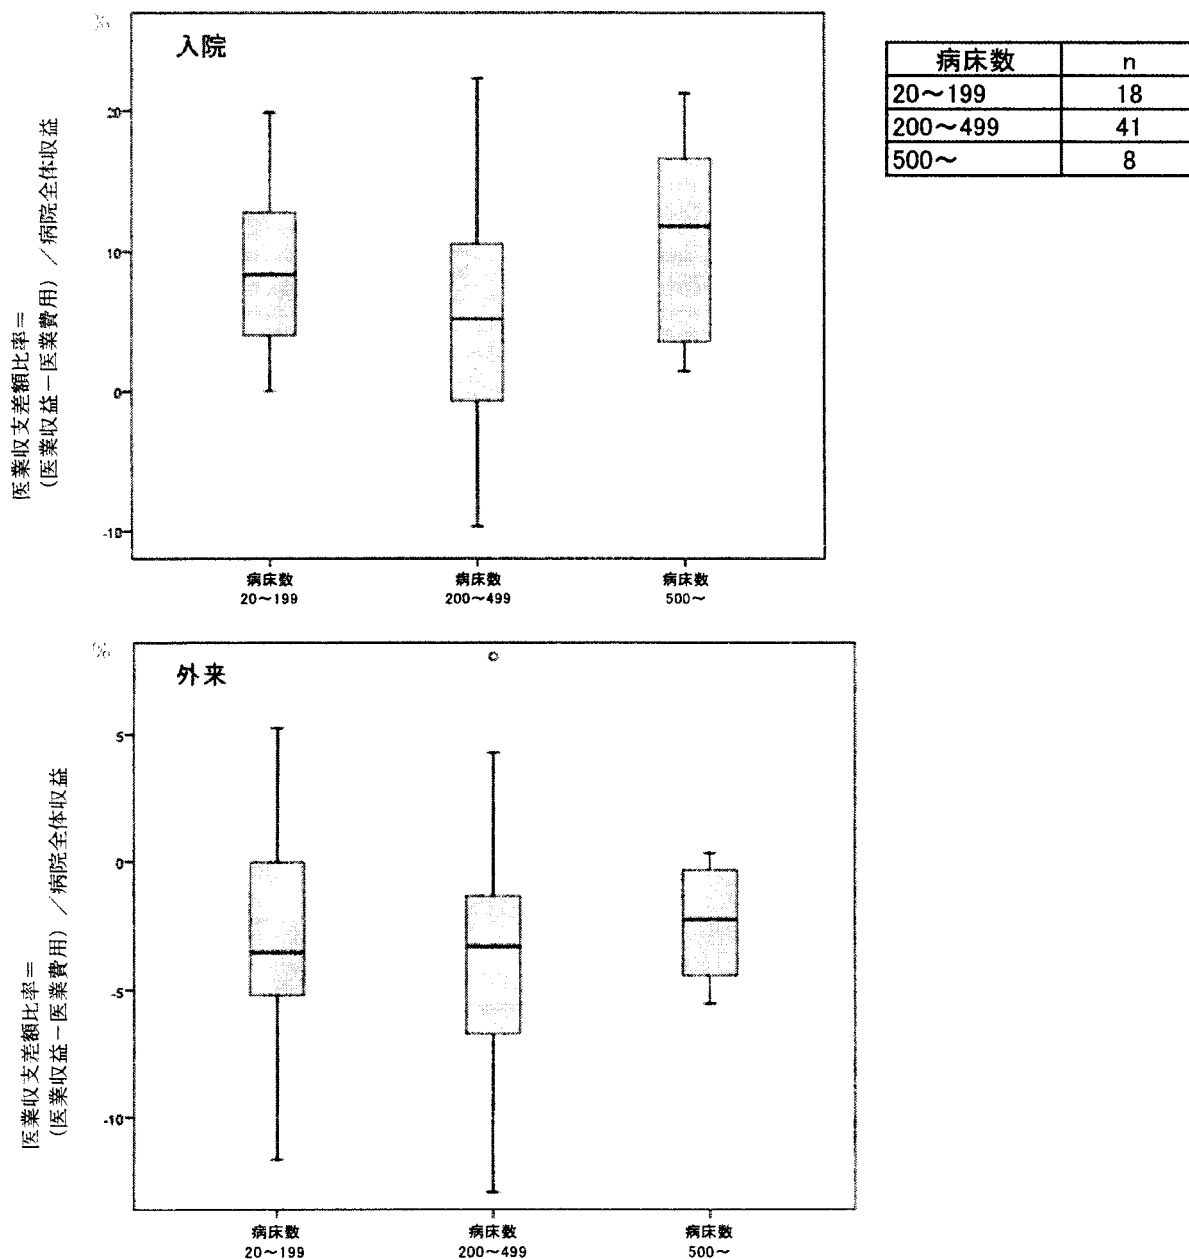 %
入院
20
10
0
-10
医業収支差額比率＝
(医業収益－医業費用)／病院全体収益
病床数
20～199
病床数
200～499
病床数
500～
病床数 n
20～199 18
200～499 41
500～ 8
%
外来
5
0
-5
-10
医業収支差額比率＝
(医業収益－医業費用)／病院全体収益
病床数
20～199
病床数
200～499
病床数
500～